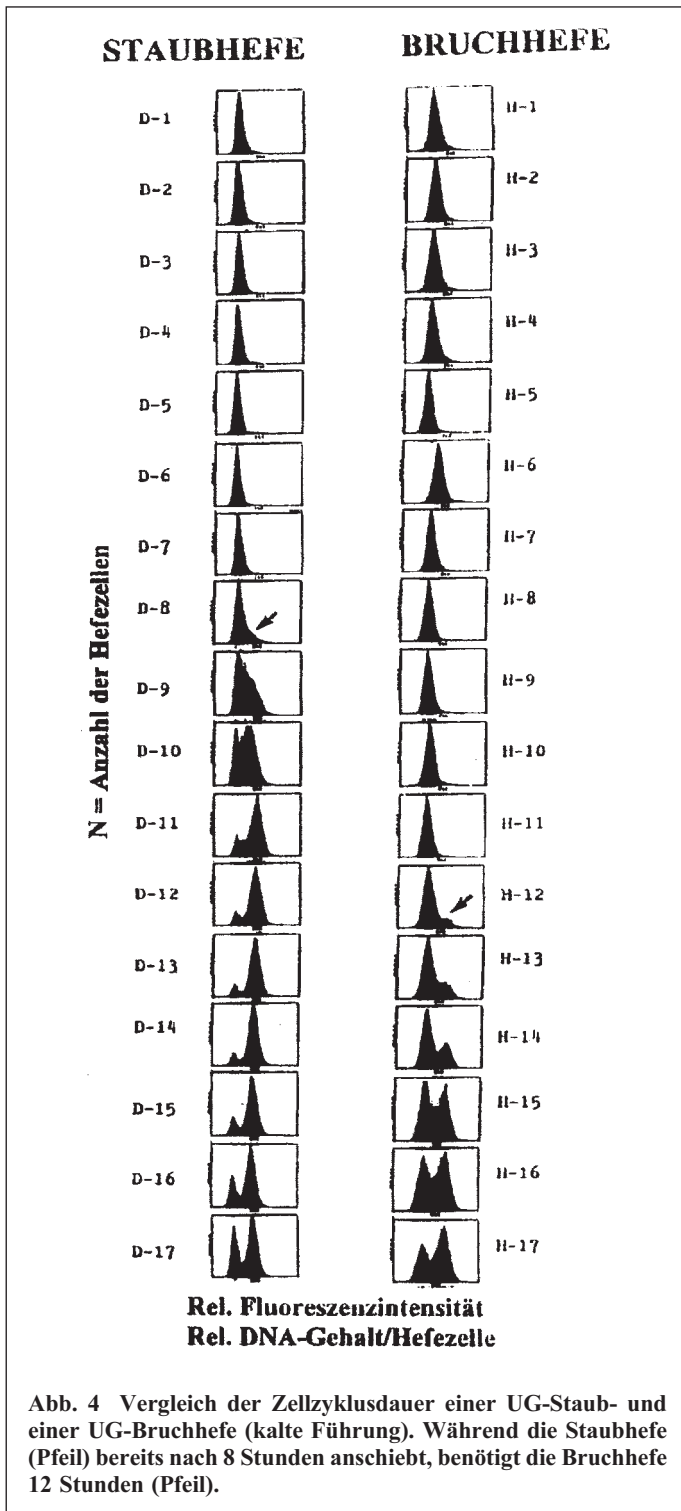 STAUBHEFE
BRUCHHEFE
D-1
D-2
D-3
D-4
D-5
D-6
D-7
D-8
D-9
D-10
D-11
D-12
D-13
D-14
D-15
D-16
D-17
H-1
H-2
H-3
H-4
H-5
H-6
H-7
H-8
H-9
H-10
H-11
H-12
H-13
H-14
H-15
H-16
H-17
N = Anzahl der Hefezellen
Rel. Fluoreszenzintensität
Rel. DNA-Gehalt/Hefezelle
Abb. 4 Vergleich der Zellzyklusdauer einer UG-Staub- und
einer UG-Bruchhefe (kalte Führung). Während die Staubhefe
(Pfeil) bereits nach 8 Stunden anschiebt, benötigt die Bruchhefe
12 Stunden (Pfeil).